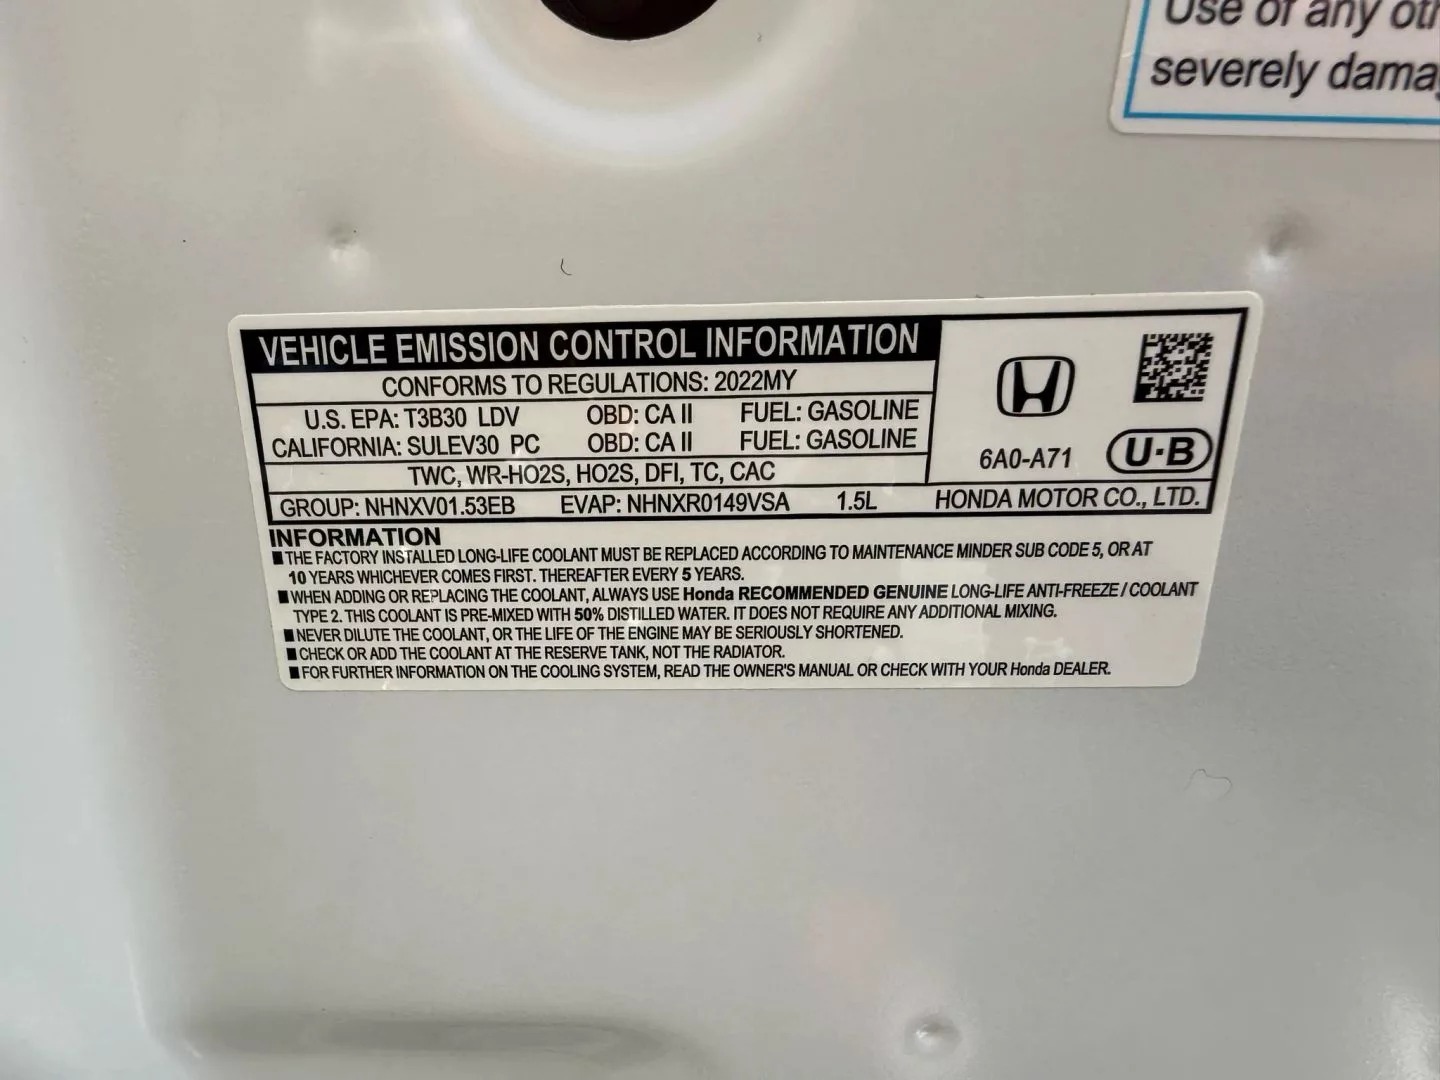 Use of any
severely
VEHICLE EMISSION CONTROL INFORMATION
CONFORMS TO REGULATIONS: 2022MY
U.S. EPA: T3B30 LDV OBD: CA II FUEL: GASOLINE
CALIFORNIA: SULEV30 PC OBD: CA II FUEL: GASOLINE
TWC, WR-HO2S, HO2S, DFI, TC, CAC
6A0-A71 U·B
GROUP: NHNXV01.53EB EVAP: NHNXR0149VSA 1.5L HONDA MOTOR CO., LTD.
INFORMATION
■ THE FACTORY INSTALLED LONG-LIFE COOLANT MUST BE REPLACED ACCORDING TO MAINTENANCE MINDER SUB CODE 5, OR AT
10 YEARS WHICHEVER COMES FIRST. THEREAFTER EVERY 5 YEARS.
■ WHEN ADDING OR REPLACING THE COOLANT, ALWAYS USE Honda RECOMMENDED GENUINE LONG-LIFE ANTI-FREEZE / COOLANT
TYPE 2. THIS COOLANT IS PRE-MIXED WITH 50% DISTILLED WATER. IT DOES NOT REQUIRE ANY ADDITIONAL MIXING.
■ NEVER DILUTE THE COOLANT, OR THE LIFE OF THE ENGINE MAY BE SERIOUSLY SHORTENED.
■ CHECK OR ADD THE COOLANT AT THE RESERVE TANK, NOT THE RADIATOR.
■ FOR FURTHER INFORMATION ON THE COOLING SYSTEM, READ THE OWNER'S MANUAL OR CHECK WITH YOUR Honda DEALER.